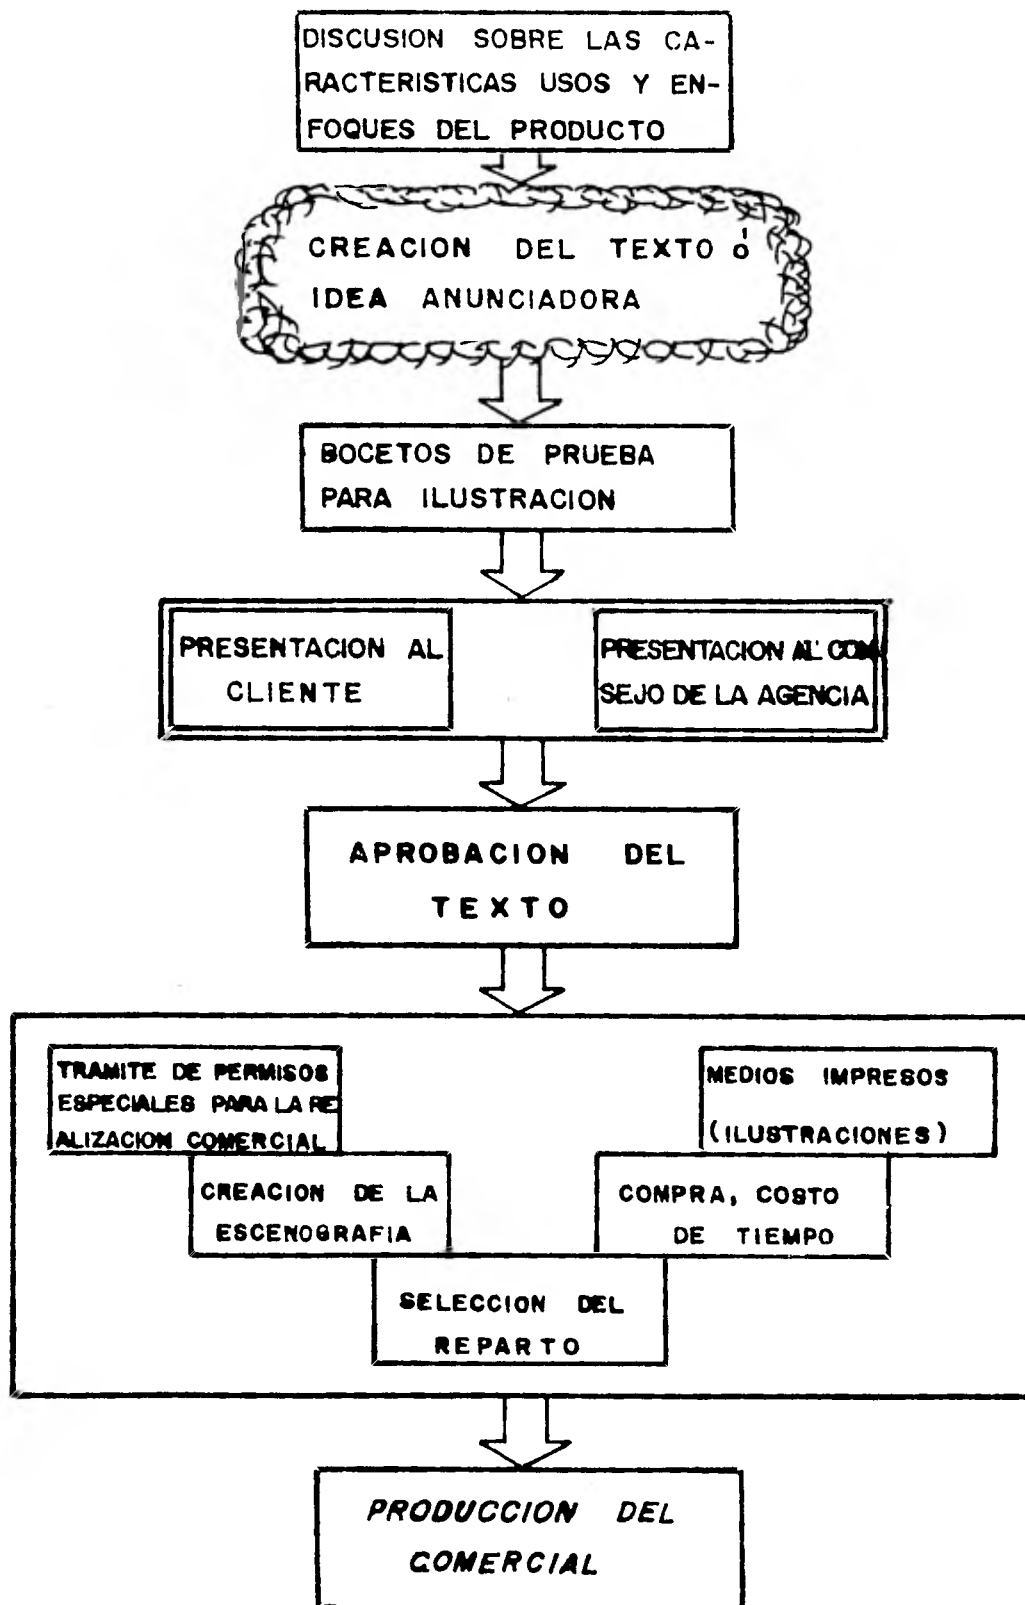 DISCUSION SOBRE LAS CA-
RACTERISTICAS USOS Y EN-
FOQUES DEL PRODUCTO
CREACION DEL TEXTO ó
IDEA ANUNCIADORA
BOCETOS DE PRUEBA
PARA ILUSTRACION
PRESENTACION AL
CLIENTE
PRESENTACION AL CON-
SEJO DE LA AGENCIA
APROBACION DEL
TEXTO
TRAMITE DE PERMISOS
ESPECIALES PARA LA RE
ALIZACION COMERCIAL
MEDIOS IMPRESOS
(ILUSTRACIONES)
CREACION DE LA
ESCENOGRAFIA
COMPRA, COSTO
DE TIEMPO
SELECCION DEL
REPARTO
PRODUCCION DEL
COMERCIAL